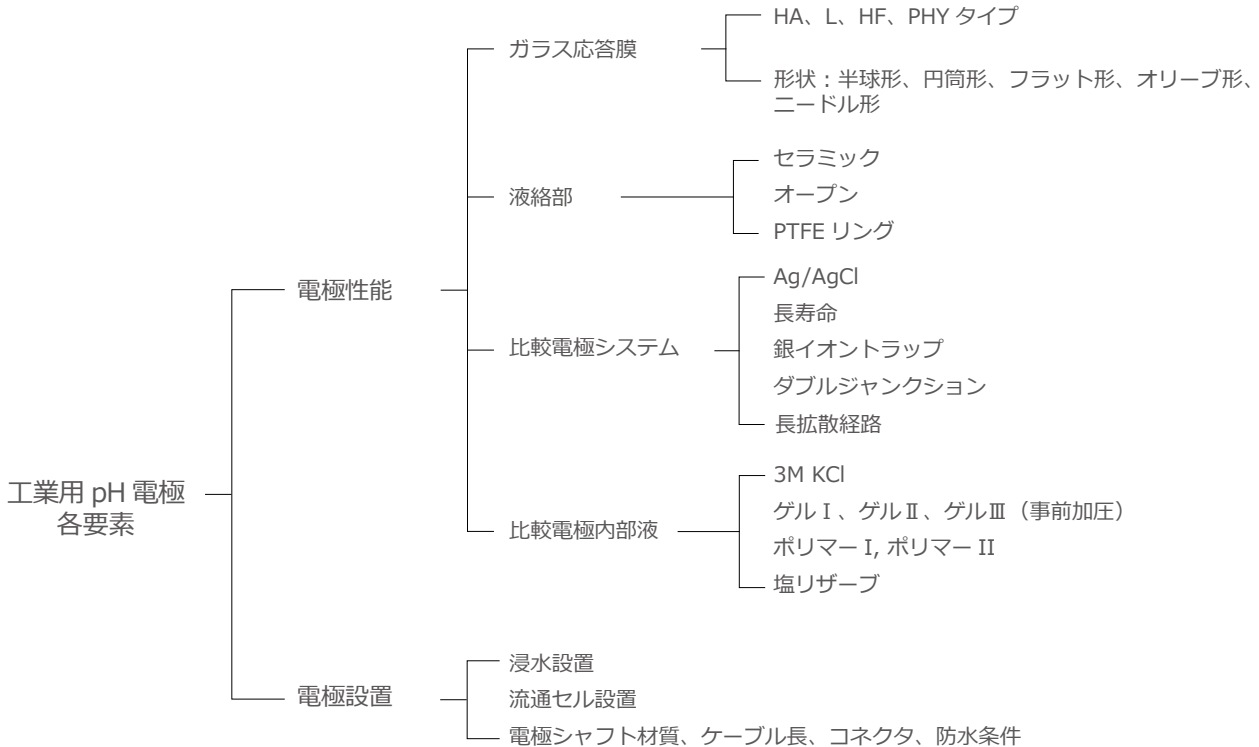 HA、L、HF、PHY タイプ
ガラス応答膜
形状：半球形、円筒形、フラット形、オリーブ形、
ニードル形
セラミック
液絡部
オープン
PTFE リング
電極性能
Ag/AgCl
長寿命
比較電極システム
銀イオントラップ
ダブルジャンクション
長拡散経路
工業用 pH 電極
各要素
3M KCl
ゲルⅠ、ゲルⅡ、ゲルⅢ（事前加圧）
比較電極内部液
ポリマー I, ポリマー II
塩リザーブ
浸水設置
電極設置
流通セル設置
電極シャフト材質、ケーブル長、コネクタ、防水条件